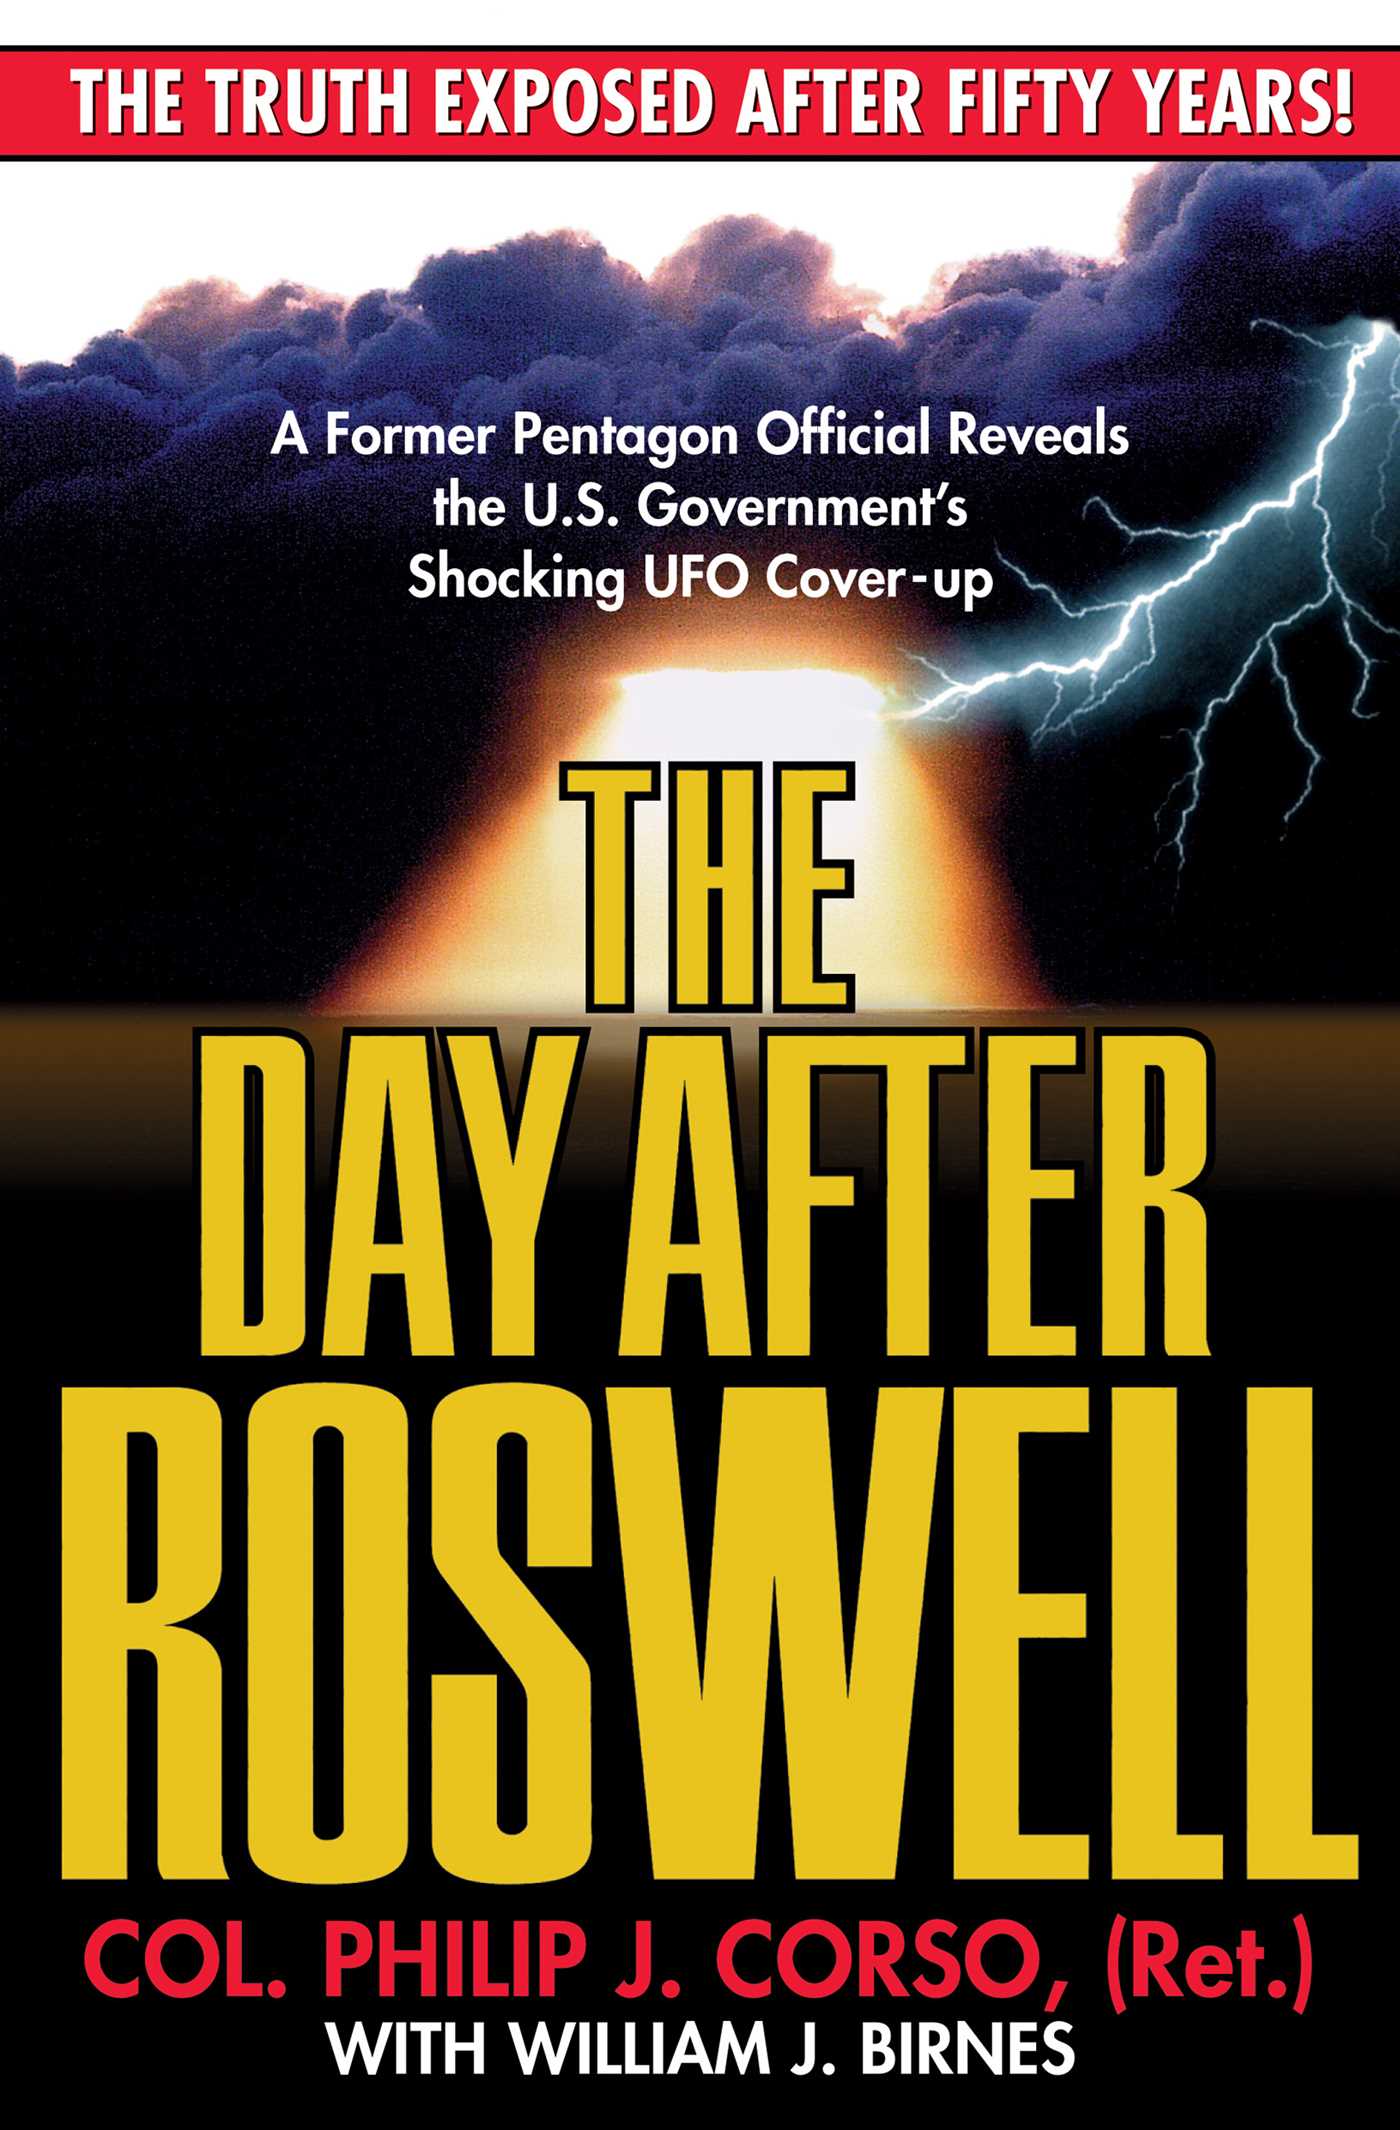 THE TRUTH EXPOSED AFTER FIFTY YEARS!
A Former Pentagon Official Reveals
the U.S. Government's
Shocking UFO Cover-up
THE
DAY AFTER
ROSWELL
COL. PHILIP J. CORSO, (Ret.)
WITH WILLIAM J. BIRNES